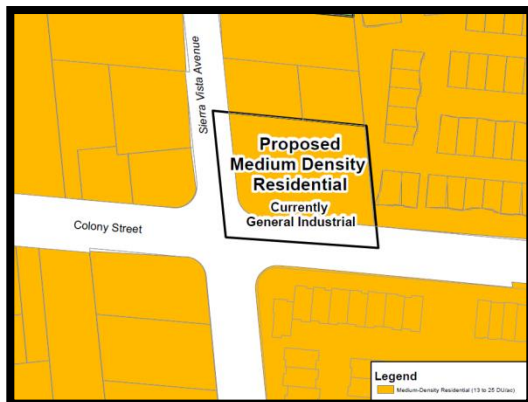 Sierra Vista Avenue
Proposed
Medium Density
Residential
Currently
General Industrial
Colony Street
Legend
Medium-Density Residential (13 to 25 DU/ac)